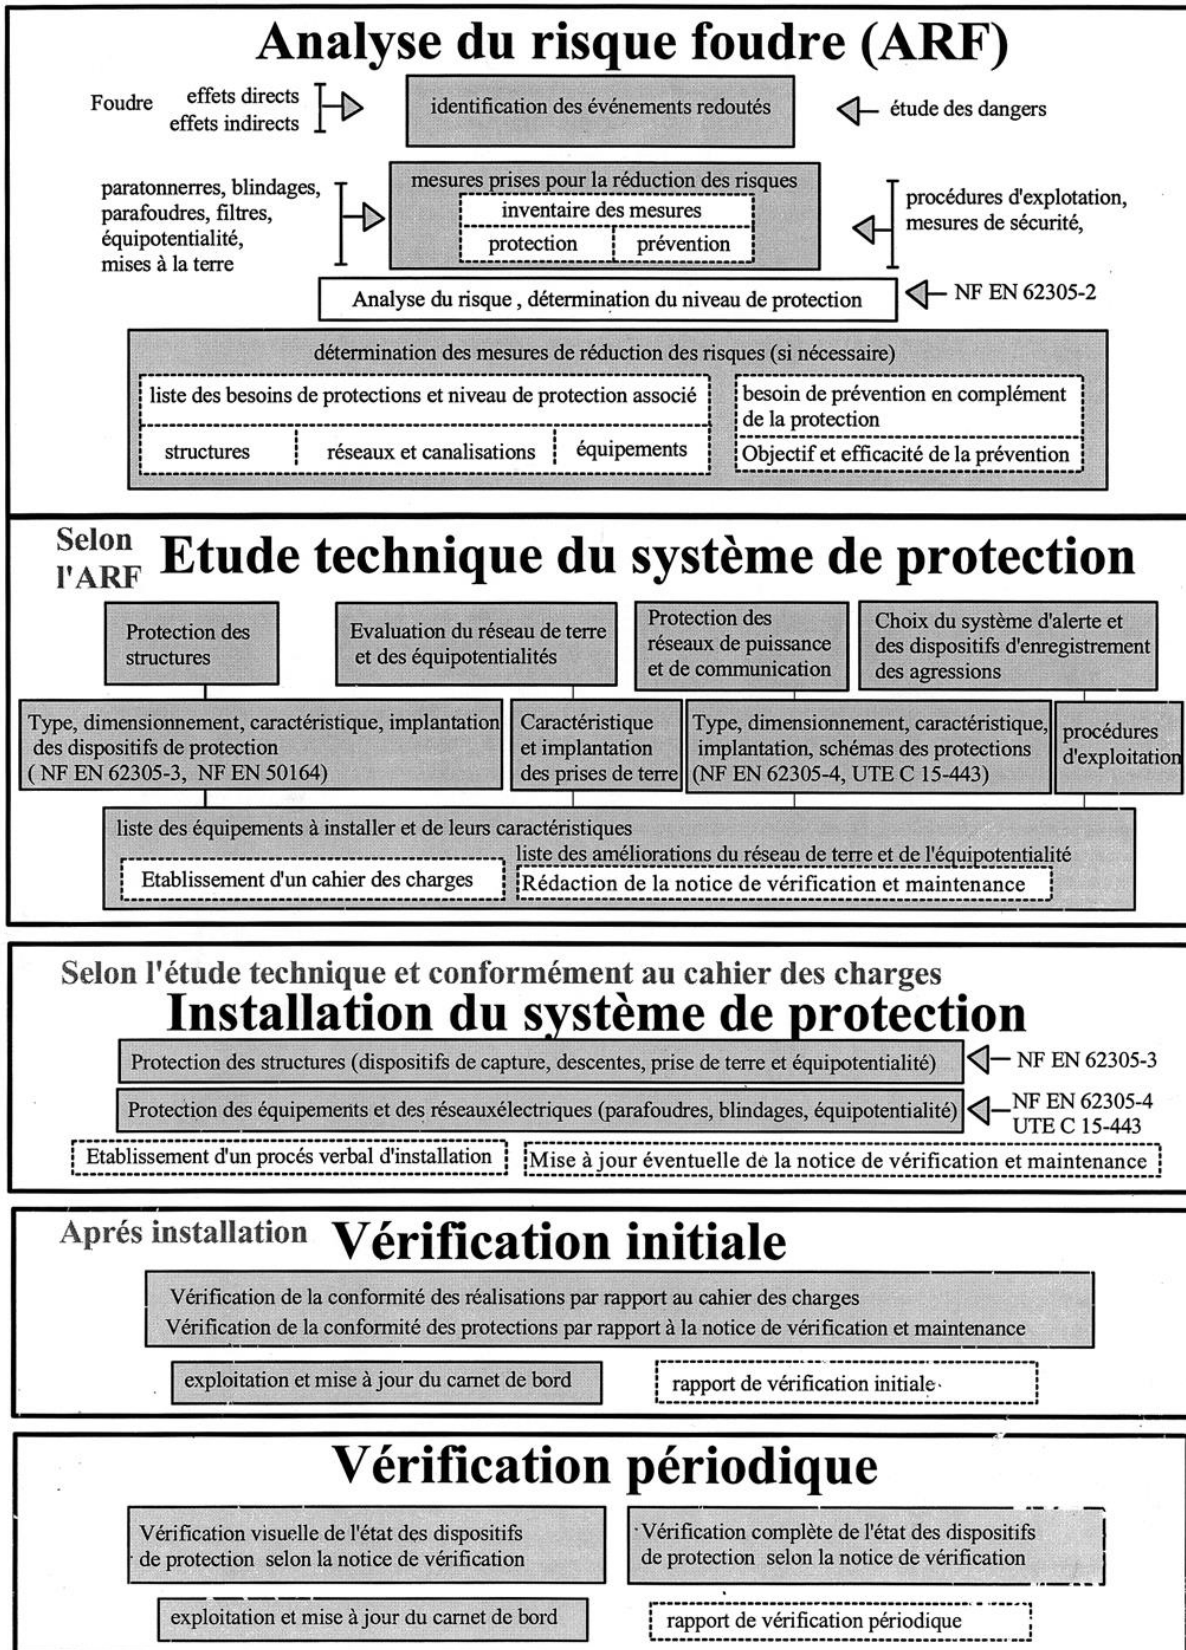 Analyse du risque foudre (ARF)
Foudre
effets directs
effets indirects
identification des événements redoutés
étude des dangers
paratonnerres, blindages,
parafoudres, filtres,
équipotentialité,
mises à la terre
mesures prises pour la réduction des risques
inventaire des mesures
protection
prévention
procédures d'explotation,
mesures de sécurité,
Analyse du risque , détermination du niveau de protection
NF EN 62305-2
détermination des mesures de réduction des risques (si nécessaire)
liste des besoins de protections et niveau de protection associé
structures
réseaux et canalisations
équipements
besoin de prévention en complément
de la protection
Objectif et efficacité de la prévention
Selon
l'ARF
Etude technique du système de protection
Protection des
structures
Evaluation du réseau de terre
et des équipotentialités
Protection des
réseaux de puissance
et de communication
Choix du système d'alerte et
des dispositifs d'enregistrement
des agressions
Type, dimensionnement, caractéristique, implantation
des dispositifs de protection
( NF EN 62305-3, NF EN 50164)
Caractéristique
et implantation
des prises de terre
Type, dimensionnement, caractéristique,
implantation, schémas des protections
(NF EN 62305-4, UTE C 15-443)
procédures
d'exploitation
liste des équipements à installer et de leurs caractéristiques
liste des améliorations du réseau de terre et de l'équipotentialité
Etablissement d'un cahier des charges
Rédaction de la notice de vérification et maintenance
Selon l'étude technique et conformément au cahier des charges
Installation du système de protection
Protection des structures (dispositifs de capture, descentes, prise de terre et équipotentialité)
NF EN 62305-3
Protection des équipements et des réseauxélectriques (parafoudres, blindages, équipotentialité)
NF EN 62305-4
UTE C 15-443
Etablissement d'un procés verbal d'installation
Mise à jour éventuelle de la notice de vérification et maintenance
Aprés installation
Vérification initiale
Vérification de la conformité des réalisations par rapport au cahier des charges
Vérification de la conformité des protections par rapport à la notice de vérification et maintenance
exploitation et mise à jour du carnet de bord
rapport de vérification initiale
Vérification périodique
Vérification visuelle de l'état des dispositifs
de protection selon la notice de vérification
Vérification complète de l'état des dispositifs
de protection selon la notice de vérification
exploitation et mise à jour du carnet de bord
rapport de vérification périodique